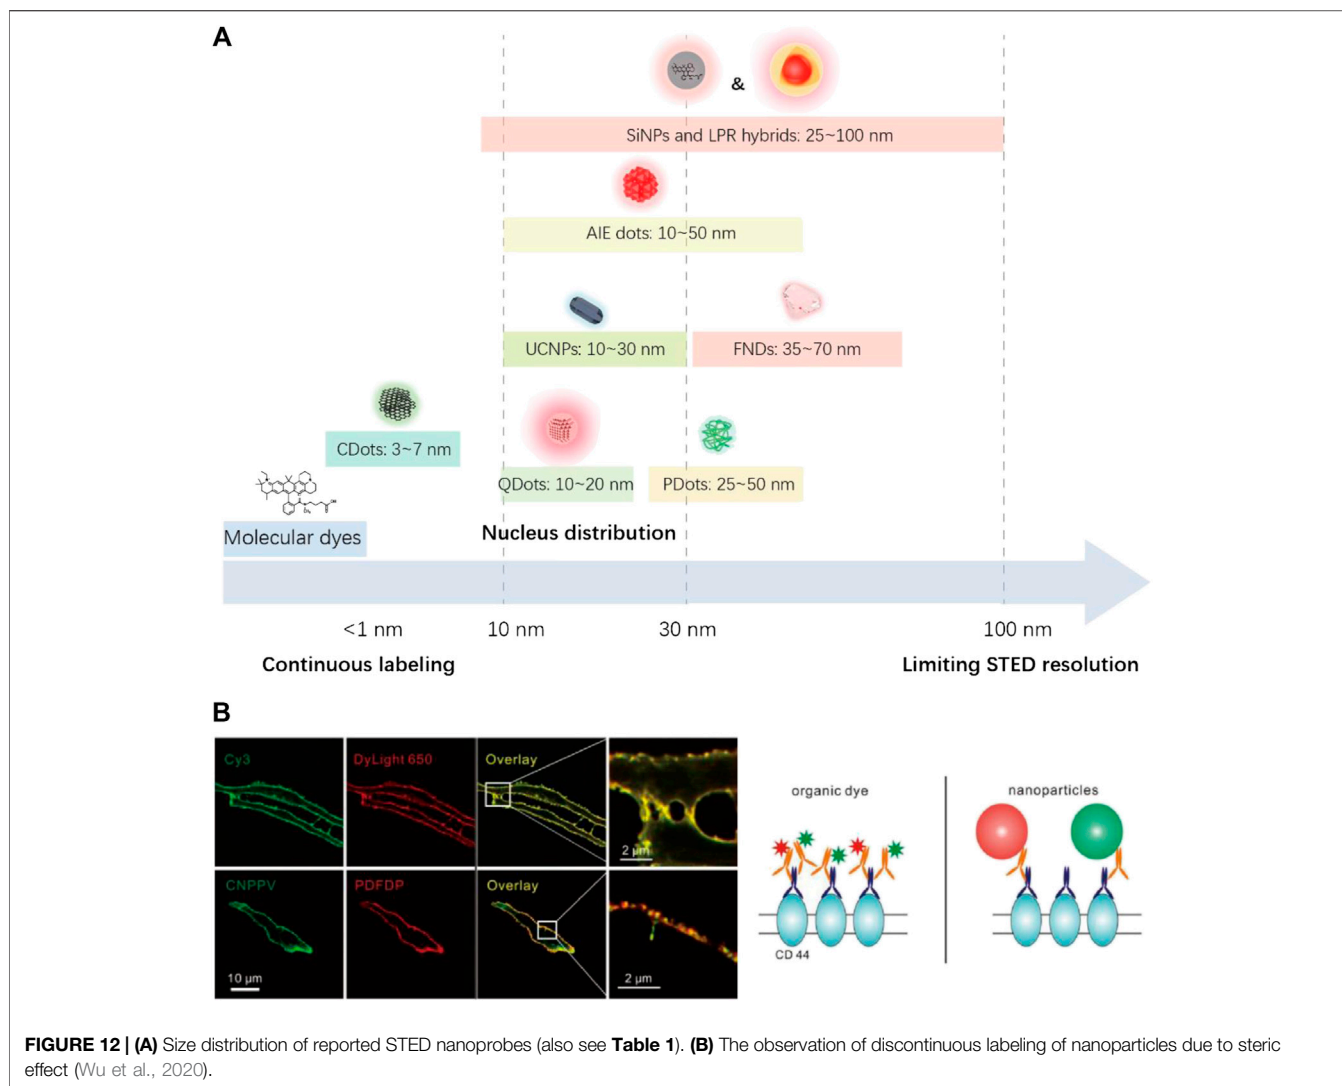 A
&
SiNPs and LPR hybrids: 25~100 nm
AIE dots: 10~50 nm
UCNPs: 10~30 nm
FNDs: 35~70 nm
CDots: 3~7 nm
QDots: 10~20 nm
PDots: 25~50 nm
Molecular dyes
Nucleus distribution
<1 nm
10 nm
30 nm
100 nm
Continuous labeling
Limiting STED resolution
B
Cy3
DyLight 650
Overlay
2 µm
CNPPV
PDFDP
Overlay
10 µm
2 µm
organic dye
nanoparticles
CD 44
FIGURE 12 | (A) Size distribution of reported STED nanoprobes (also see Table 1). (B) The observation of discontinuous labeling of nanoparticles due to steric
effect (Wu et al., 2020).